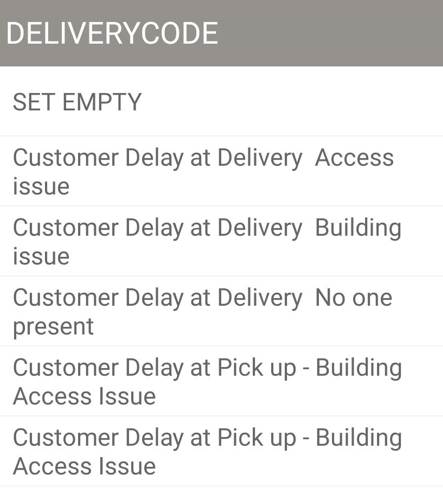 DELIVERYCODE
SET EMPTY
Customer Delay at Delivery  Access
issue
Customer Delay at Delivery  Building
issue
Customer Delay at Delivery  No one
present
Customer Delay at Pick up - Building
Access Issue
Customer Delay at Pick up - Building
Access Issue